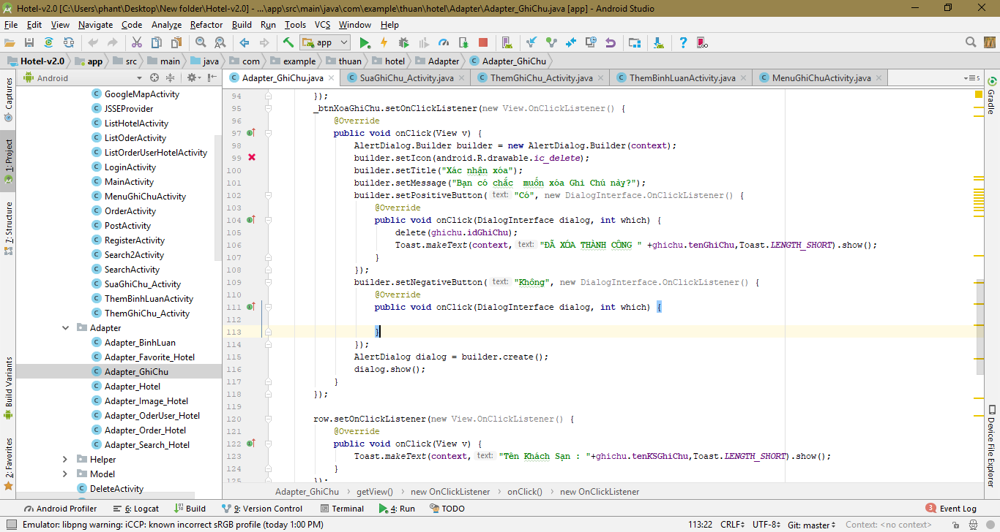 Hotel-v2.0 [C:\Users\phant\Desktop\New folder\Hotel-v2.0] - ...\app\src\main\java\com\example\thuan\hotel\Adapter\Adapter_GhiChu.java [app] - Android Studio
File Edit View Navigate Code Analyze Refactor Build Run Tools VCS Window Help
app
Hotel-v2.0 app src main java com example thuan hotel Adapter Adapter_GhiChu
Android
Adapter_GhiChu.java SuaGhiChu_Activity.java ThemGhiChu_Activity.java ThemBinhLuanActivity.java MenuGhiChuActivity.java 5
Captures
1: Project
7: Structure
Build Variants
2: Favorites
GoogleMapActivity
JSSEProvider
ListHotelActivity
ListOderActivity
ListOrderUserHotelActivity
LoginActivity
MainActivity
MenuGhiChuActivity
OrderActivity
PostActivity
RegisterActivity
Search2Activity
SearchActivity
SuaGhiChu_Activity
ThemBinhLuanActivity
ThemGhiChu_Activity
Adapter
Adapter_BinhLuan
Adapter_Favorite_Hotel
Adapter_GhiChu
Adapter_Hotel
Adapter_Image_Hotel
Adapter_OderUser_Hotel
Adapter_Order_Hotel
Adapter_Search_Hotel
Helper
Model
DeleteActivity
94 });
95 _btnXoaGhiChu.setOnClickListener(new View.OnClickListener() {
96 @Override
97 public void onClick(View v) {
98 AlertDialog.Builder builder = new AlertDialog.Builder(context);
99 builder.setIcon(android.R.drawable.ic_delete);
100 builder.setTitle("Xác nhận xóa");
101 builder.setMessage("Bạn có chắc  muốn xóa Ghi Chú này?");
102 builder.setPositiveButton( text: "Có", new DialogInterface.OnClickListener() {
103 @Override
104 public void onClick(DialogInterface dialog, int which) {
105 delete(ghichu.idGhiChu);
106 Toast.makeText(context, text: "ĐÃ XÓA THÀNH CÔNG " +ghichu.tenGhiChu,Toast.LENGTH_SHORT).show();
107 }
108 });
109 builder.setNegativeButton( text: "Không", new DialogInterface.OnClickListener() {
110 @Override
111 public void onClick(DialogInterface dialog, int which) {
112
113 }
114 });
115 AlertDialog dialog = builder.create();
116 dialog.show();
117 }
118 });
119
120 row.setOnClickListener(new View.OnClickListener() {
121 @Override
122 public void onClick(View v) {
123 Toast.makeText(context, text: "Tên Khách Sạn : "+ghichu.tenKSGhiChu,Toast.LENGTH_SHORT).show();
124 }
125 });
Gradle
Device File Explorer
Adapter_GhiChu getView() new OnClickListener onClick() new OnClickListener
Android Profiler 6: Logcat Build 9: Version Control Terminal 4: Run TODO 3 Event Log
Emulator: libpng warning: iCCP: known incorrect sRGB profile (today 1:00 PM) 113:22 CRLF UTF-8 Git: master Context: <no context>